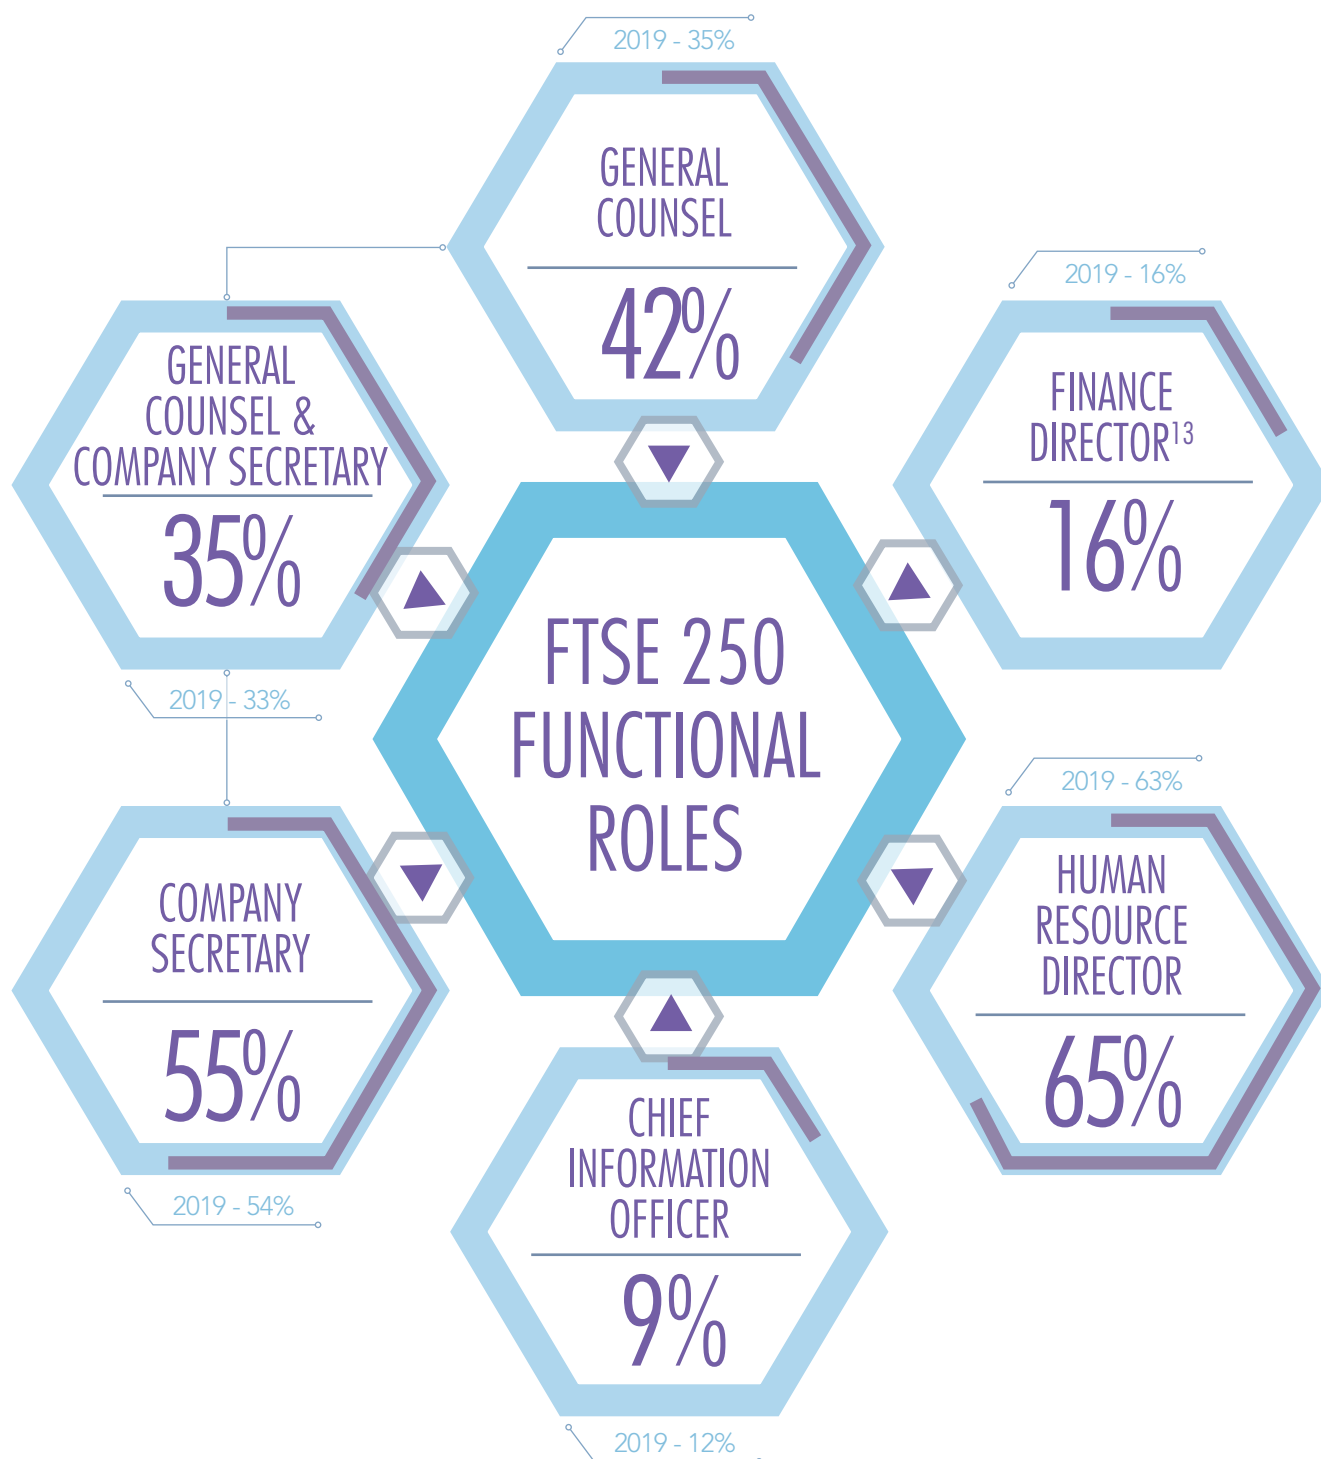 2019 - 35%
GENERAL
COUNSEL
42%
2019 - 16%
FINANCE
DIRECTOR13
16%
GENERAL
COUNSEL &
COMPANY SECRETARY
35%
2019 - 33%
FTSE 250
FUNCTIONAL
ROLES
2019 - 63%
HUMAN
RESOURCE
DIRECTOR
65%
COMPANY
SECRETARY
55%
2019 - 54%
CHIEF
INFORMATION
OFFICER
9%
2019 - 12%